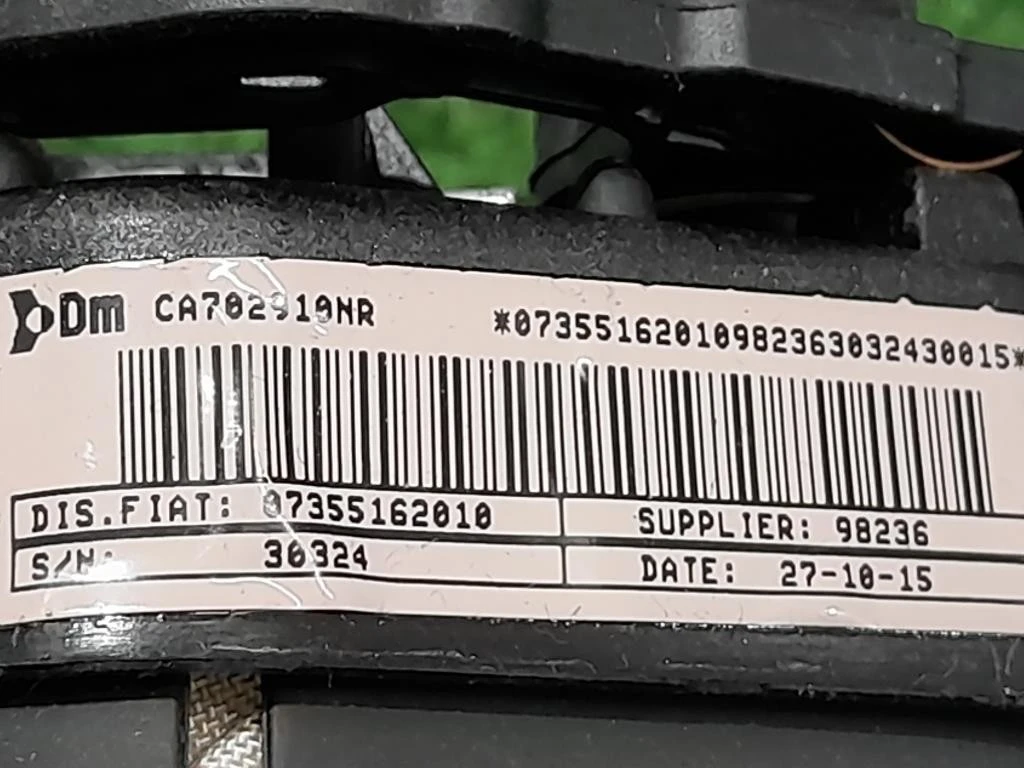 Dm CA702910NR *07355162010982363032430015*
DIS.FIAT: 07355162010 SUPPLIER: 98236
S/N: 30324 DATE: 27-10-15